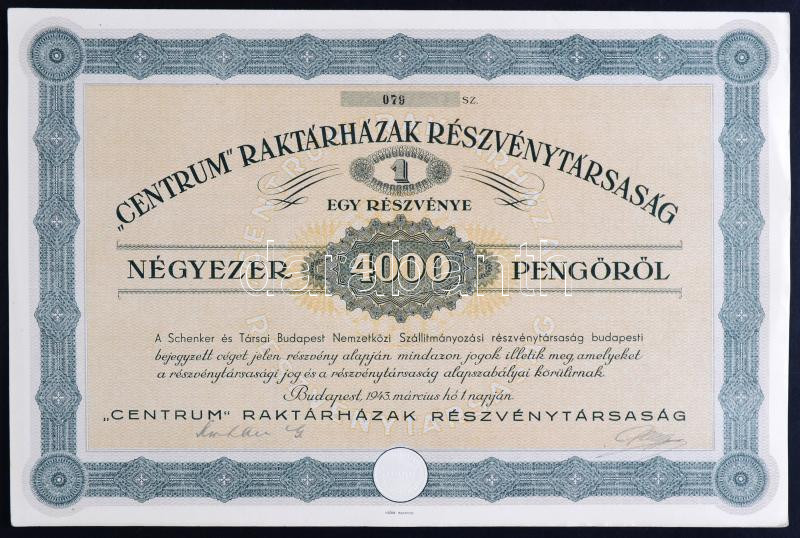 079 SZ.
„CENTRUM" RAKTÁRHÁZAK RÉSZVÉNYTÁRSASÁG
1
EGY RÉSZVÉNYE
NÉGYEZER 4000 PENGŐRŐL
A Schenker és Társai Budapest Nemzetközi Szállitmányozási részvénytársaság budapesti
bejegyzett céget jelen részvény alapján mindazon jogok illetik meg, amelyeket
a részvénytársasági jog és a részvénytársaság alapszabályai körülirnak.
Budapest, 1943. március hó 1 napján
„CENTRUM" RAKTÁRHÁZAK RÉSZVÉNYTÁRSASÁG